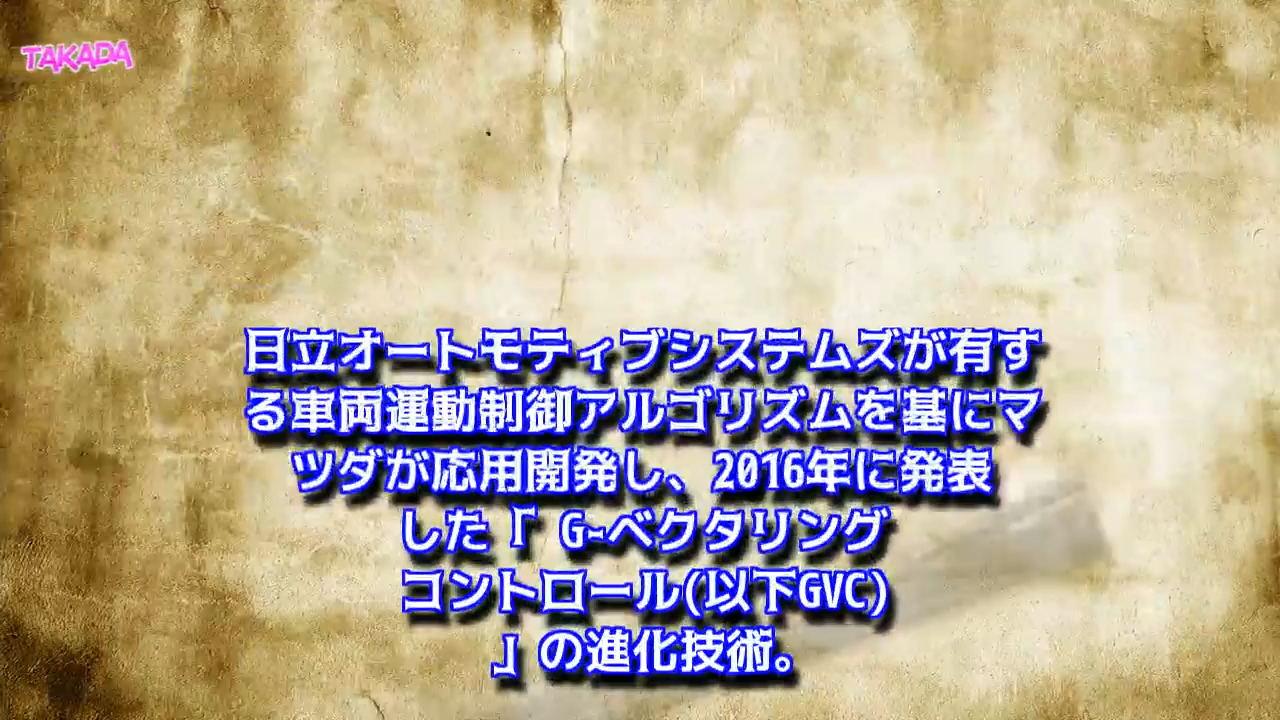 TAKADA
日立オートモティブシステムズが有す
る車両運動制御アルゴリズムを基にマ
ツダが応用開発し、2016年に発表
した『 G-ベクタリング
コントロール(以下GVC)
』の進化技術。